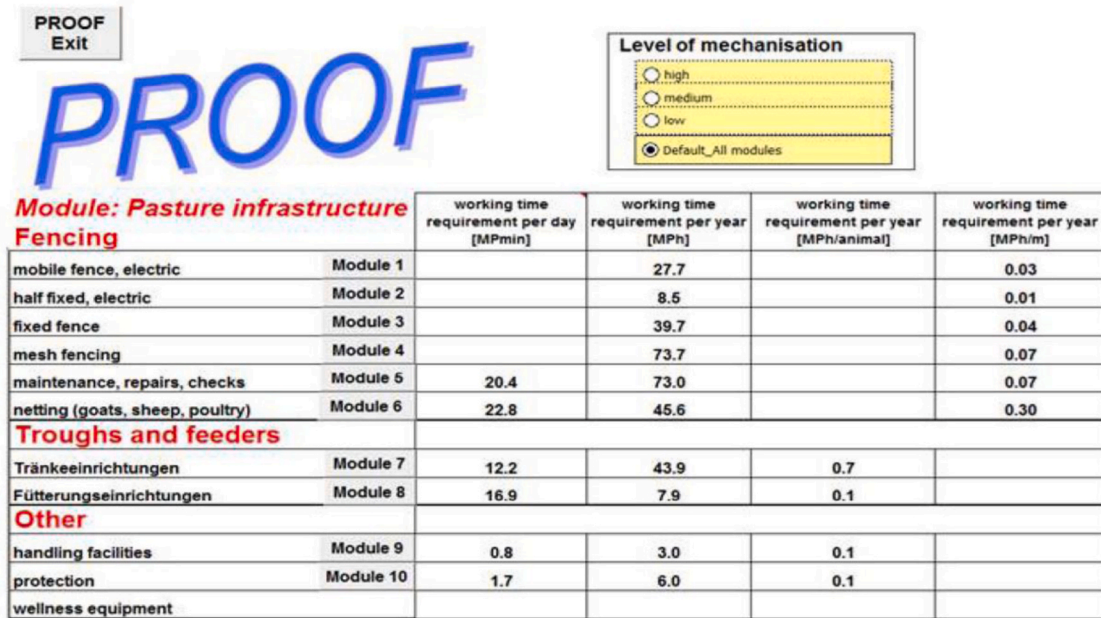 PROOF
Exit
PROOF
Level of mechanisation
high
medium
low
Default_All modules
Module: Pasture infrastructure
Fencing
working time requirement per day [MPmin]
working time requirement per year [MPh]
working time requirement per year [MPh/animal]
working time requirement per year [MPh/m]
mobile fence, electric Module 1 27.7 0.03
half fixed, electric Module 2 8.5 0.01
fixed fence Module 3 39.7 0.04
mesh fencing Module 4 73.7 0.07
maintenance, repairs, checks Module 5 20.4 73.0 0.07
netting (goats, sheep, poultry) Module 6 22.8 45.6 0.30
Troughs and feeders
Tränkeeinrichtungen Module 7 12.2 43.9 0.7
Fütterungseinrichtungen Module 8 16.9 7.9 0.1
Other
handling facilities Module 9 0.8 3.0 0.1
protection Module 10 1.7 6.0 0.1
wellness equipment